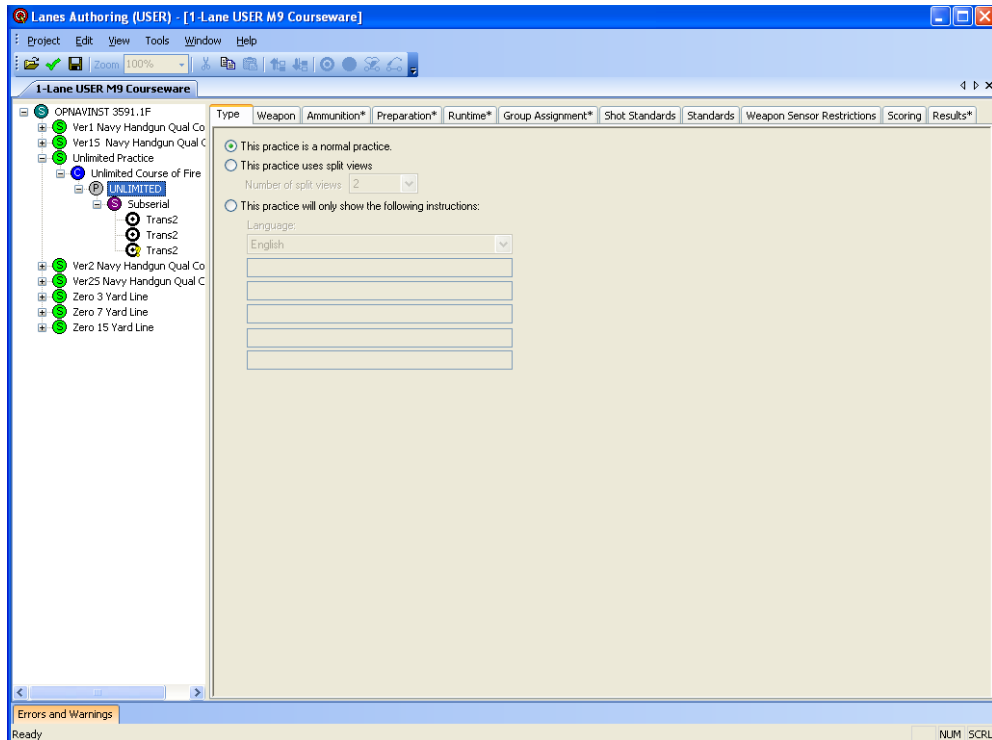 Lanes Authoring (USER) - [1-Lane USER M9 Courseware]
Project Edit View Tools Window Help
Zoom 100%
1-Lane USER M9 Courseware
OPNAVINST 3591.1F
Ver1 Navy Handgun Qual Co
Ver1S Navy Handgun Qual C
Unlimited Practice
Unlimited Course of Fire
UNLIMITED
Subserial
Trans2
Trans2
Trans2
Ver2 Navy Handgun Qual Co
Ver2S Navy Handgun Qual C
Zero 3 Yard Line
Zero 7 Yard Line
Zero 15 Yard Line
Type Weapon Ammunition* Preparation* Runtime* Group Assignment* Shot Standards Standards Weapon Sensor Restrictions Scoring Results*
This practice is a normal practice.
This practice uses split views
Number of split views 2
This practice will only show the following instructions:
Language:
English
Errors and Warnings
Ready NUM SCRL